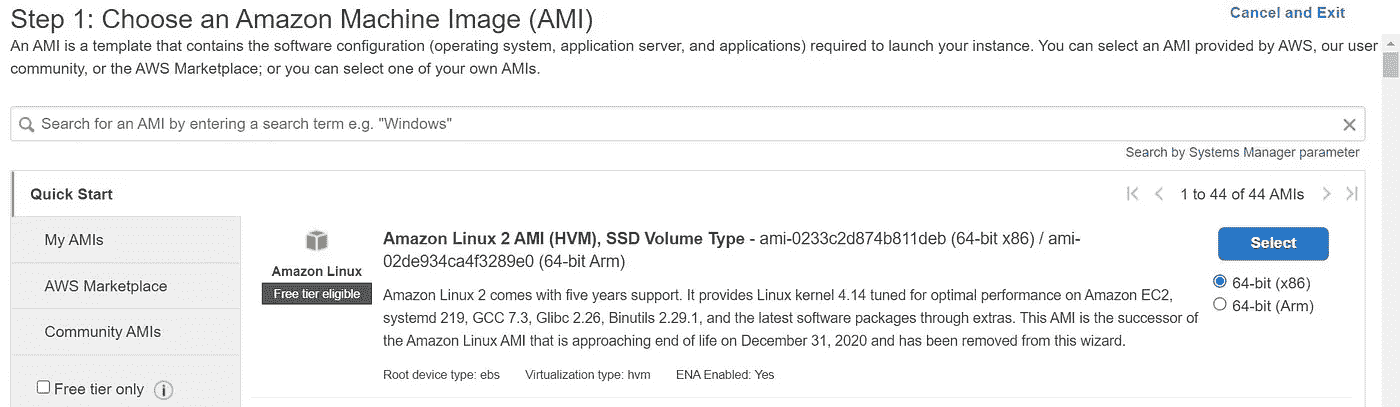 Step 1: Choose an Amazon Machine Image (AMI)
Cancel and Exit
An AMI is a template that contains the software configuration (operating system, application server, and applications) required to launch your instance. You can select an AMI provided by AWS, our user
community, or the AWS Marketplace; or you can select one of your own AMIs.
Search for an AMI by entering a search term e.g. "Windows"
Search by Systems Manager parameter
Quick Start
1 to 44 of 44 AMIs
My AMIs
AWS Marketplace
Community AMIs
Free tier only
Amazon Linux
Free tier eligible
Amazon Linux 2 AMI (HVM), SSD Volume Type - ami-0233c2d874b811deb (64-bit x86) / ami-
02de934ca4f3289e0 (64-bit Arm)
Amazon Linux 2 comes with five years support. It provides Linux kernel 4.14 tuned for optimal performance on Amazon EC2,
systemd 219, GCC 7.3, Glibc 2.26, Binutils 2.29.1, and the latest software packages through extras. This AMI is the successor of
the Amazon Linux AMI that is approaching end of life on December 31, 2020 and has been removed from this wizard.
Root device type: ebs Virtualization type: hvm ENA Enabled: Yes
Select
64-bit (x86)
64-bit (Arm)